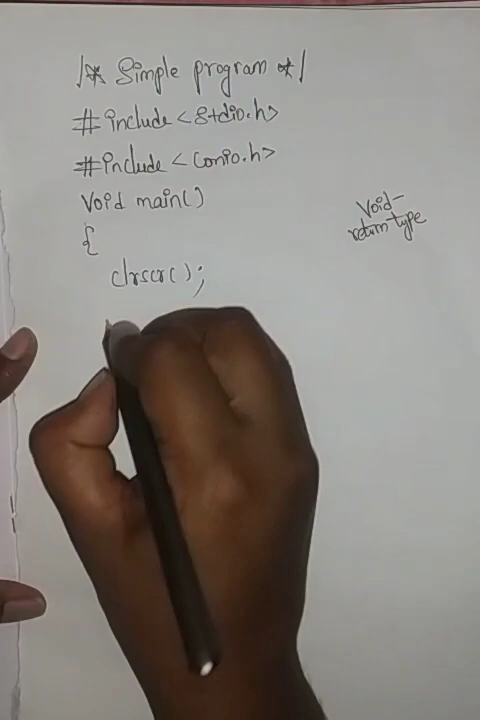 /* Simple program */
#include <stdio.h>
#include <conio.h>
Void main()
{
clrscr();
Void-
return type